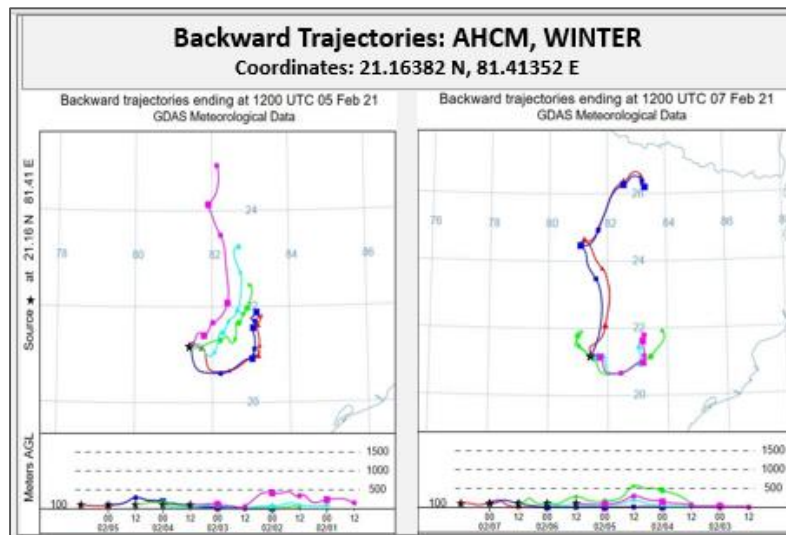 Backward Trajectories: AHCM, WINTER
Coordinates: 21.16382 N, 81.41352 E
Backward trajectories ending at 1200 UTC 05 Feb 21
GDAS Meteorological Data
Source ★ at 21.16 N 81.41 E
78
80
82
84
86
24
20
Meters AGL
1500
1000
500
100
12 00 12 00 12 00 12 00 12
02/05 02/04 02/03 02/02 02/01
Backward trajectories ending at 1200 UTC 07 Feb 21
GDAS Meteorological Data
76
78
80
82
84
86
88
26
24
22
20
1500
1000
500
100
00 12 00 12 00 12 00 12 00 12
02/07 02/06 02/05 02/04 02/03